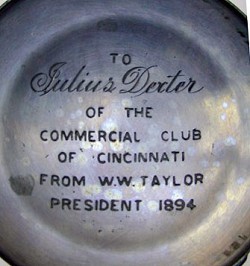 TO
Julius Dexter
OF THE
COMMERCIAL CLUB
OF CINCINNATI
FROM W.W. TAYLOR
PRESIDENT 1894